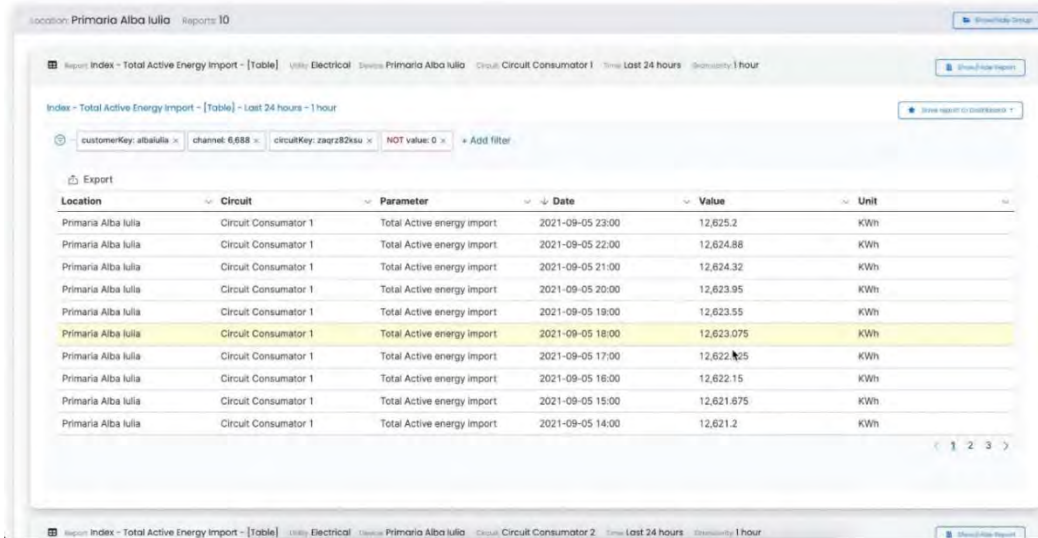 Location: Primaria Alba Iulia Reports: 10 Show/Hide Group
Report: Index - Total Active Energy Import - [Table] Utility: Electrical Device: Primaria Alba Iulia Circuit: Circuit Consumator 1 Time: Last 24 hours Granularity: 1 hour Show/Hide Report
Index - Total Active Energy Import - [Table] - Last 24 hours - 1 hour Save report to Dashboards
customerKey: albaiulia × channel: 6,688 × circuitKey: zaqrz82ksu × NOT value: 0 × + Add filter
Export
Location Circuit Parameter ↓ Date Value Unit
Primaria Alba Iulia Circuit Consumator 1 Total Active energy import 2021-09-05 23:00 12,625.2 KWh
Primaria Alba Iulia Circuit Consumator 1 Total Active energy import 2021-09-05 22:00 12,624.88 KWh
Primaria Alba Iulia Circuit Consumator 1 Total Active energy import 2021-09-05 21:00 12,624.32 KWh
Primaria Alba Iulia Circuit Consumator 1 Total Active energy import 2021-09-05 20:00 12,623.95 KWh
Primaria Alba Iulia Circuit Consumator 1 Total Active energy import 2021-09-05 19:00 12,623.55 KWh
Primaria Alba Iulia Circuit Consumator 1 Total Active energy import 2021-09-05 18:00 12,623.075 KWh
Primaria Alba Iulia Circuit Consumator 1 Total Active energy import 2021-09-05 17:00 KWh
Primaria Alba Iulia Circuit Consumator 1 Total Active energy import 2021-09-05 16:00 12,622.15 KWh
Primaria Alba Iulia Circuit Consumator 1 Total Active energy import 2021-09-05 15:00 12,621.675 KWh
Primaria Alba Iulia Circuit Consumator 1 Total Active energy import 2021-09-05 14:00 12,621.2 KWh
< 1 2 3 >
Report: Index - Total Active Energy Import - [Table] Utility: Electrical Device: Primaria Alba Iulia Circuit: Circuit Consumator 2 Time: Last 24 hours Granularity: 1 hour Show/Hide Report